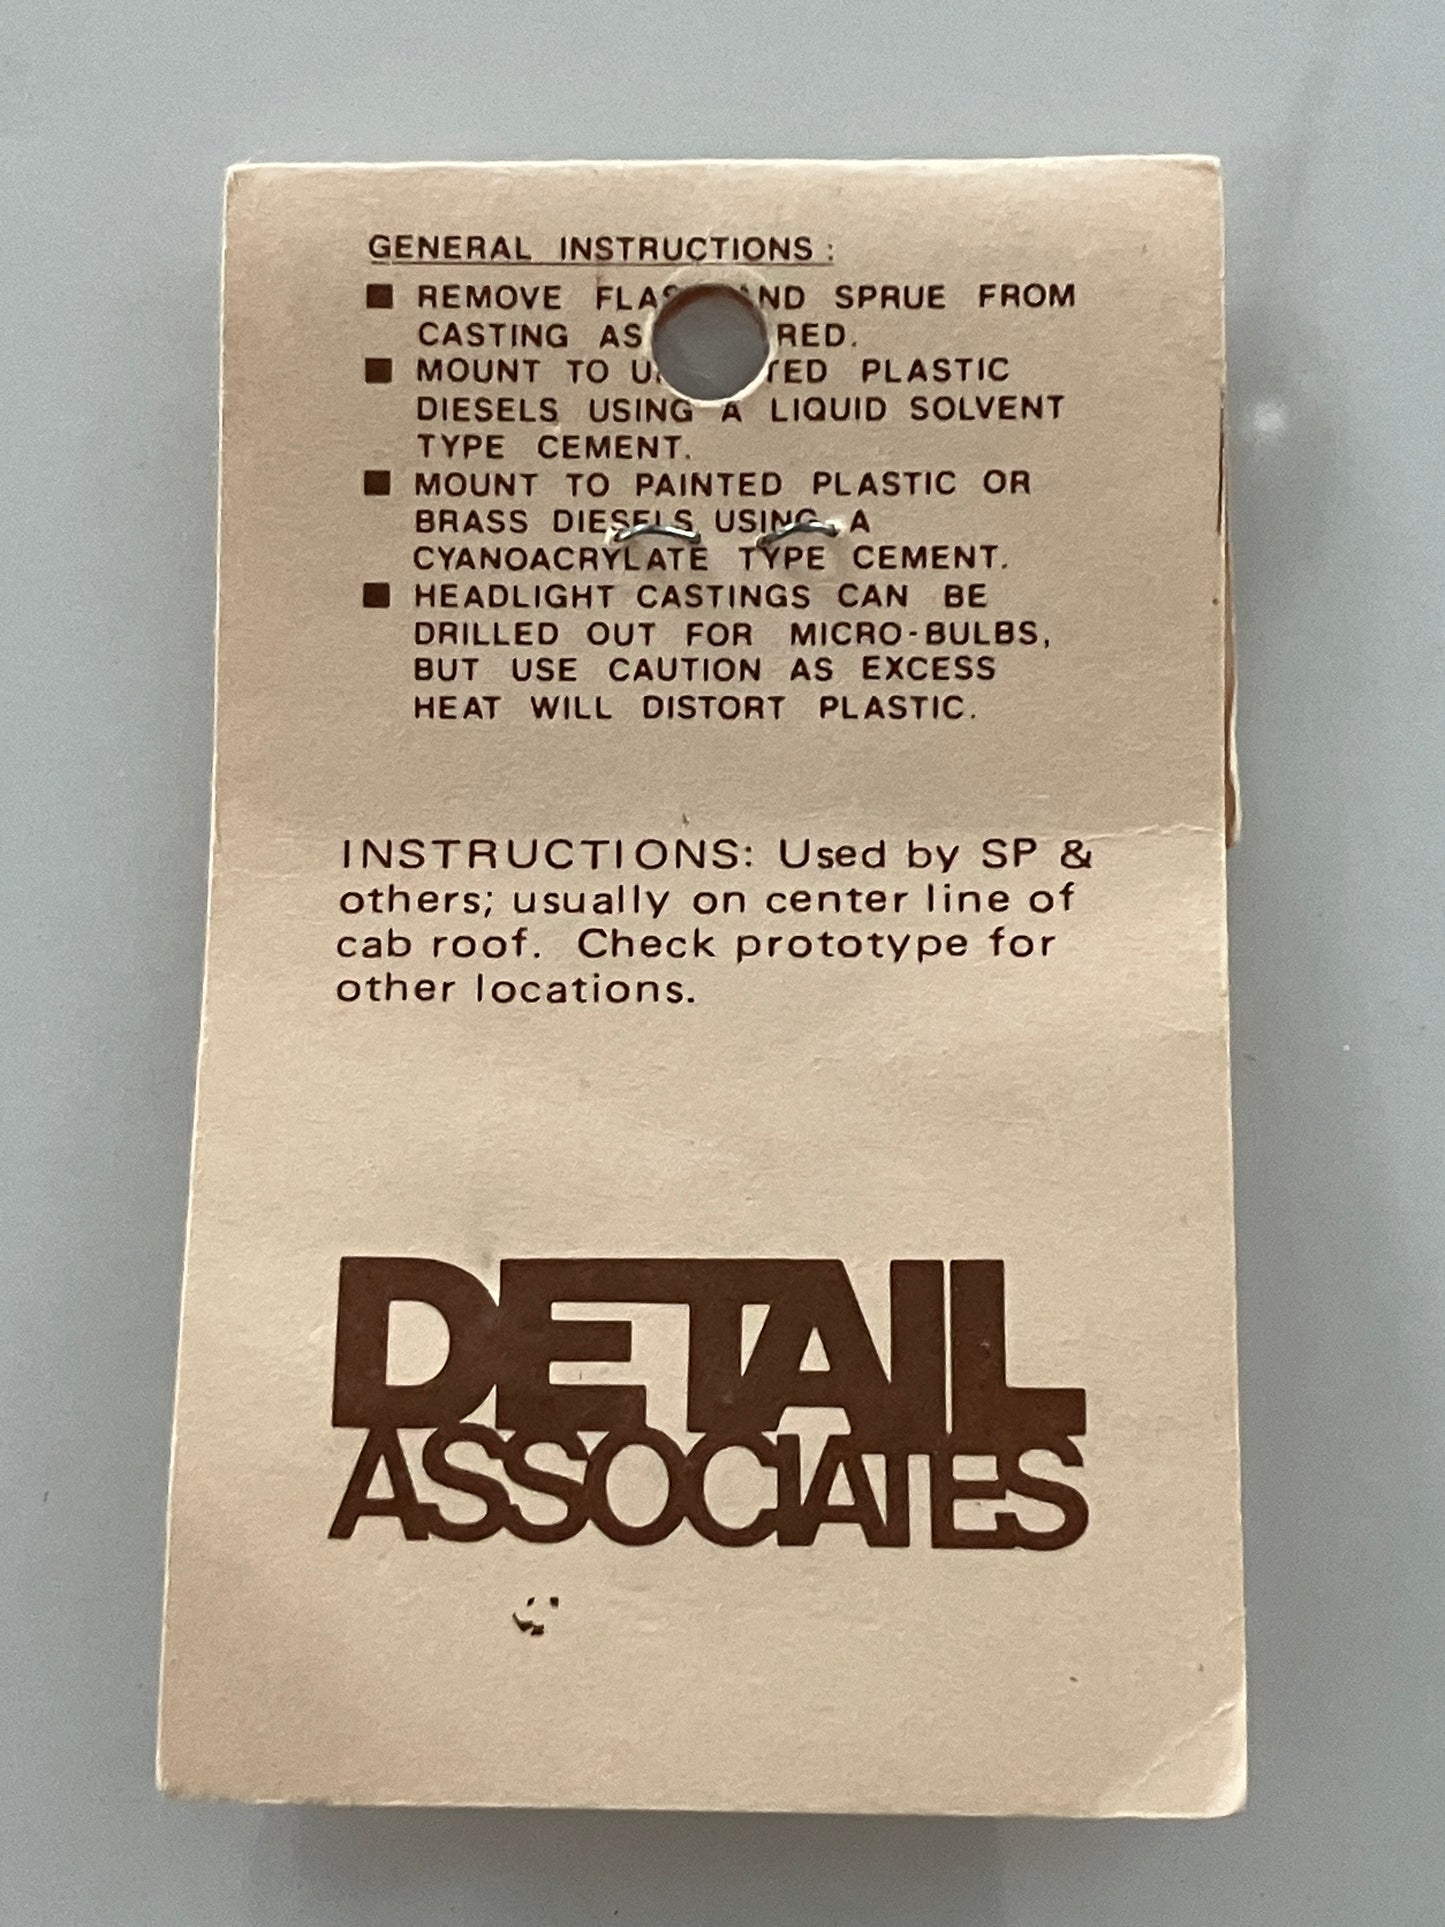 GENERAL INSTRUCTIONS:
■ REMOVE AND SPRUE FROM
CASTING AS
■ MOUNT TO PLASTIC
DIESELS USING A LIQUID SOLVENT
TYPE CEMENT.
■ MOUNT TO PAINTED PLASTIC OR
BRASS DIESELS USING A
CYANOACRYLATE TYPE CEMENT.
■ HEADLIGHT CASTINGS CAN BE
DRILLED OUT FOR MICRO-BULBS,
BUT USE CAUTION AS EXCESS
HEAT WILL DISTORT PLASTIC.
INSTRUCTIONS: Used by SP &
others; usually on center line of
cab roof. Check prototype for
other locations.
DETAIL
ASSOCIATES